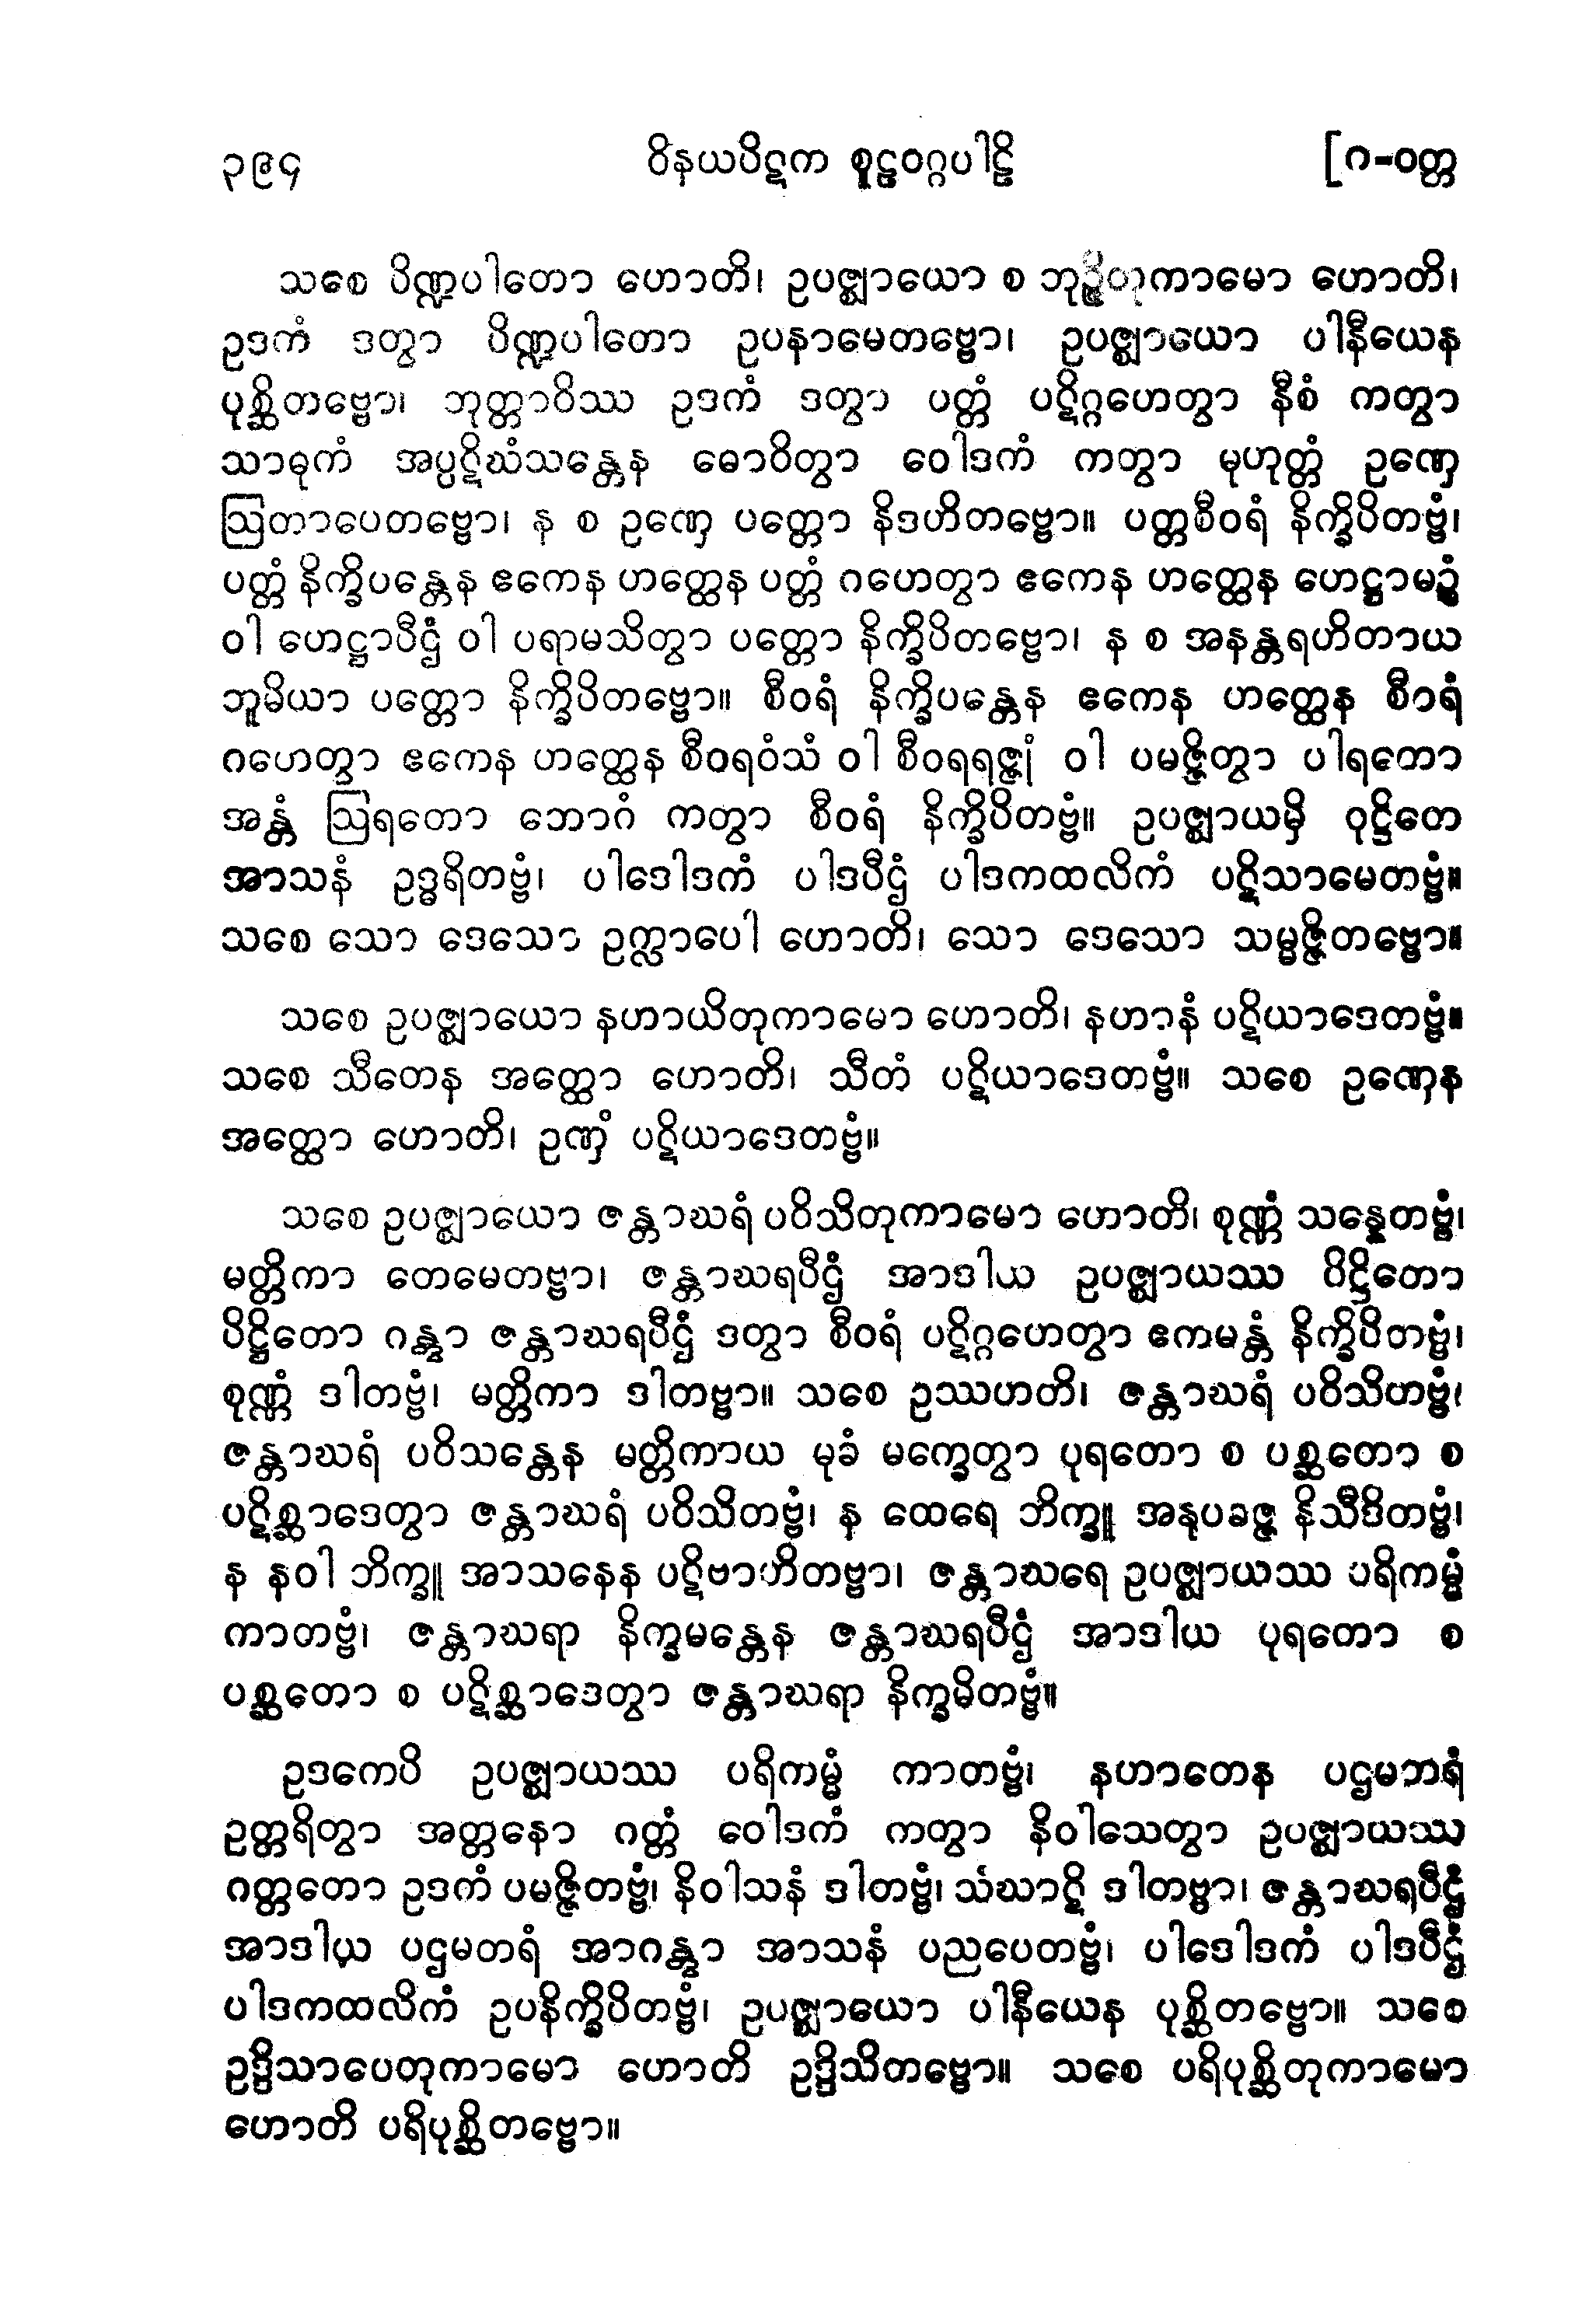 ၃၉၄ ဝိနယပိဋက စူဠဝဂ္ဂပါဠိ [ဂ-ဝတ္တ
သစေ ပိဏ္ဍပါတော ဟောတိ၊ ဥပဇ္ဈာယော စ ဘုဉ္ဇိတုကာမော ဟောတိ၊
ဥဒကံ ဒတွာ ပိဏ္ဍပါတော ဥပနာမေတဗ္ဗော၊ ဥပဇ္ဈာယော ပါနီယေန
ပုစ္ဆိတဗ္ဗော၊ ဘုတ္တာဝိဿ ဥဒကံ ဒတွာ ပတ္တံ ပဋိဂ္ဂဟေတွာ နီစံ ကတွာ
သာဓုကံ အပ္ပဋိဃံသန္တေန ဓောဝိတွာ ဝေါဒကံ ကတွာ မုဟုတ္တံ ဥဏှေ
ဩတာပေတဗ္ဗော၊ န စ ဥဏှေ ပတ္တော နိဒဟိတဗ္ဗော။ ပတ္တစီဝရံ နိက္ခိပိတဗ္ဗံ၊
ပတ္တံ နိက္ခိပန္တေန ဧကေန ဟတ္ထေန ပတ္တံ ဂဟေတွာ ဧကေန ဟတ္ထေန ဟေဋ္ဌာမဉ္စံ
ဝါ ဟေဋ္ဌာပီဌံ ဝါ ပရာမသိတွာ ပတ္တော နိက္ခိပိတဗ္ဗော၊ န စ အနန္တရဟိတာယ
ဘူမိယာ ပတ္တော နိက္ခိပိတဗ္ဗော။ စီဝရံ နိက္ခိပန္တေန ဧကေန ဟတ္ထေန စီဝရံ
ဂဟေတွာ ဧကေန ဟတ္ထေန စီဝရဝံသံ ဝါ စီဝရရဇ္ဇုံ ဝါ ပမဇ္ဇိတွာ ပါရတော
အန္တံ ဩရတော ဘောဂံ ကတွာ စီဝရံ နိက္ခိပိတဗ္ဗံ။ ဥပဇ္ဈာယမှိ ဝုဋ္ဌိတေ
အာသနံ ဥဒ္ဓရိတဗ္ဗံ၊ ပါဒေါဒကံ ပါဒပီဌံ ပါဒကထလိကံ ပဋိသာမေတဗ္ဗံ။
သစေ သော ဒေသော ဥက္လာပေါ ဟောတိ၊ သော ဒေသော သမ္မဇ္ဇိတဗ္ဗော။
သစေ ဥပဇ္ဈာယော နဟာယိတုကာမော ဟောတိ၊ နဟာနံ ပဋိယာဒေတဗ္ဗံ။
သစေ သီတေန အတ္ထော ဟောတိ၊ သီတံ ပဋိယာဒေတဗ္ဗံ။ သစေ ဥဏှေန
အတ္ထော ဟောတိ၊ ဥဏှံ ပဋိယာဒေတဗ္ဗံ။
သစေ ဥပဇ္ဈာယော ဇန္တာဃရံ ပဝိသိတုကာမော ဟောတိ၊ စုဏ္ဏံ သန္နေတဗ္ဗံ၊
မတ္တိကာ တေမေတဗ္ဗာ၊ ဇန္တာဃရပီဌံ အာဒါယ ဥပဇ္ဈာယဿ ပိဋ္ဌိတော
ပိဋ္ဌိတော ဂန္တွာ ဇန္တာဃရပီဌံ ဒတွာ စီဝရံ ပဋိဂ္ဂဟေတွာ ဧကမန္တံ နိက္ခိပိတဗ္ဗံ၊
စုဏ္ဏံ ဒါတဗ္ဗံ၊ မတ္တိကာ ဒါတဗ္ဗာ။ သစေ ဥဿဟတိ၊ ဇန္တာဃရံ ပဝိသိတဗ္ဗံ၊
ဇန္တာဃရံ ပဝိသန္တေန မတ္တိကာယ မုခံ မက္ခေတွာ ပုရတော စ ပစ္ဆတော စ
ပဋိစ္ဆာဒေတွာ ဇန္တာဃရံ ပဝိသိတဗ္ဗံ၊ န ထေရေ ဘိက္ခူ အနုပခဇ္ဇ နိသီဒိတဗ္ဗံ၊
န နဝါ ဘိက္ခူ အာသနေန ပဋိဗာဟိတဗ္ဗာ၊ ဇန္တာဃရေ ဥပဇ္ဈာယဿ ပရိကမ္မံ
ကာတဗ္ဗံ၊ ဇန္တာဃရာ နိက္ခမန္တေန ဇန္တာဃရပီဌံ အာဒါယ ပုရတော စ
ပစ္ဆတော စ ပဋိစ္ဆာဒေတွာ ဇန္တာဃရာ နိက္ခမိတဗ္ဗံ။
ဥဒကေပိ ဥပဇ္ဈာယဿ ပရိကမ္မံ ကာတဗ္ဗံ၊ နဟာတေန ပဌမတရံ
ဥတ္တရိတွာ အတ္တနော ဂတ္တံ ဝေါဒကံ ကတွာ နိဝါသေတွာ ဥပဇ္ဈာယဿ
ဂတ္တတော ဥဒကံ ပမဇ္ဇိတဗ္ဗံ၊ နိဝါသနံ ဒါတဗ္ဗံ၊ သံဃာဋိ ဒါတဗ္ဗာ၊ ဇန္တာဃရပီဌံ
အာဒါယ ပဌမတရံ အာဂန္တွာ အာသနံ ပညပေတဗ္ဗံ၊ ပါဒေါဒကံ ပါဒပီဌံ
ပါဒကထလိကံ ဥပနိက္ခိပိတဗ္ဗံ၊ ဥပဇ္ဈာယော ပါနီယေန ပုစ္ဆိတဗ္ဗော။ သစေ
ဥဒ္ဒိသာပေတုကာမော ဟောတိ ဥဒ္ဒိသိတဗ္ဗော။ သစေ ပရိပုစ္ဆိတုကာမော
ဟောတိ ပရိပုစ္ဆိတဗ္ဗော။